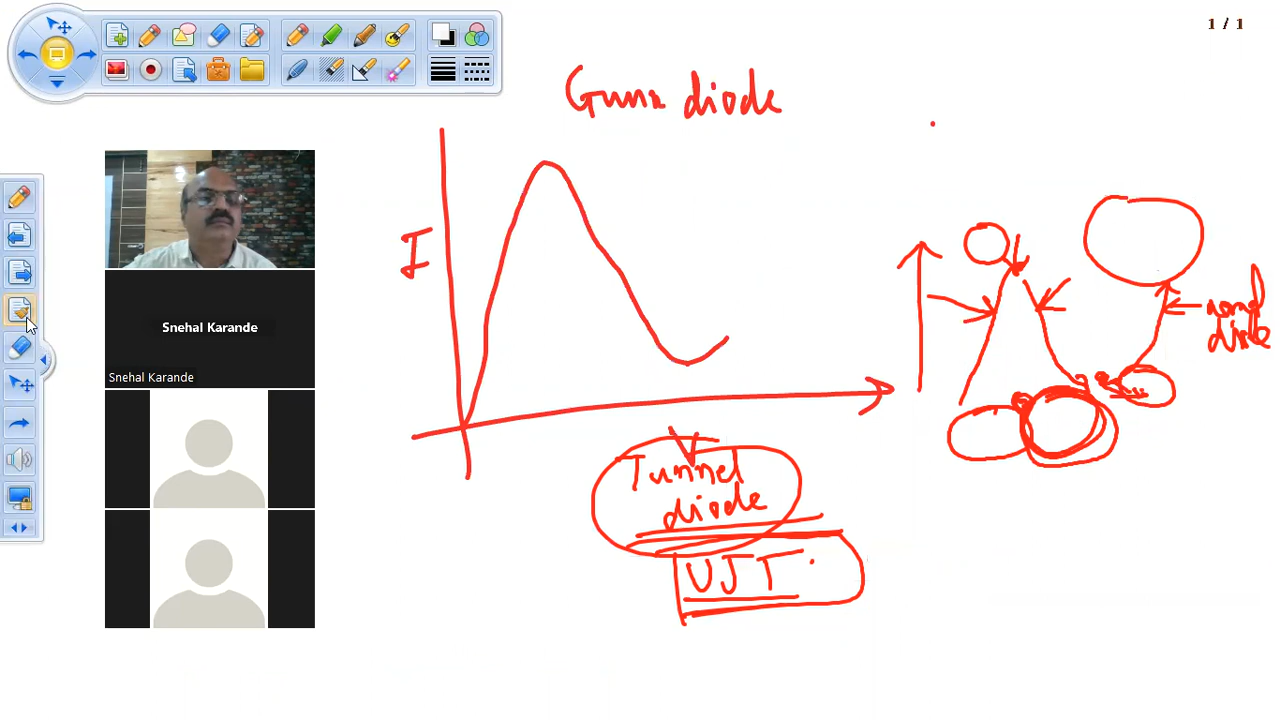 1 / 1
Gunn diode
I
Snehal Karande
Snehal Karande
Tunnel
diode
UJT